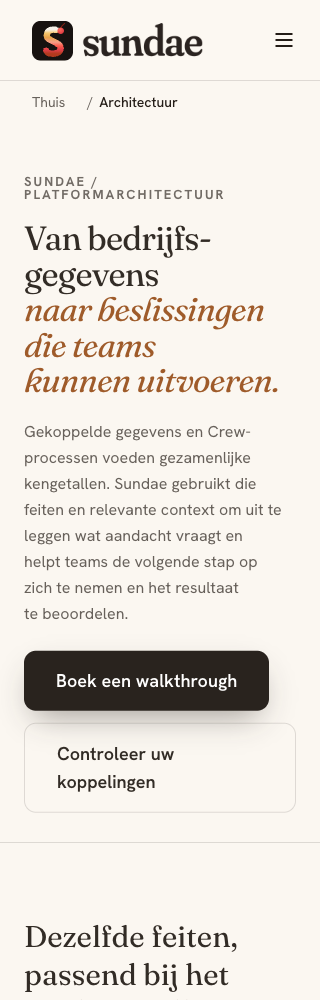 sundae
Thuis / Architectuur
SUNDAE /
PLATFORMARCHITECTUUR
Van bedrijfs-
gegevens
naar beslissingen
die teams
kunnen uitvoeren.
Gekoppelde gegevens en Crew-
processen voeden gezamenlijke
kengetallen. Sundae gebruikt die
feiten en relevante context om uit te
leggen wat aandacht vraagt en
helpt teams de volgende stap op
zich te nemen en het resultaat
te beoordelen.
Boek een walkthrough
Controleer uw
koppelingen
Dezelfde feiten,
passend bij het